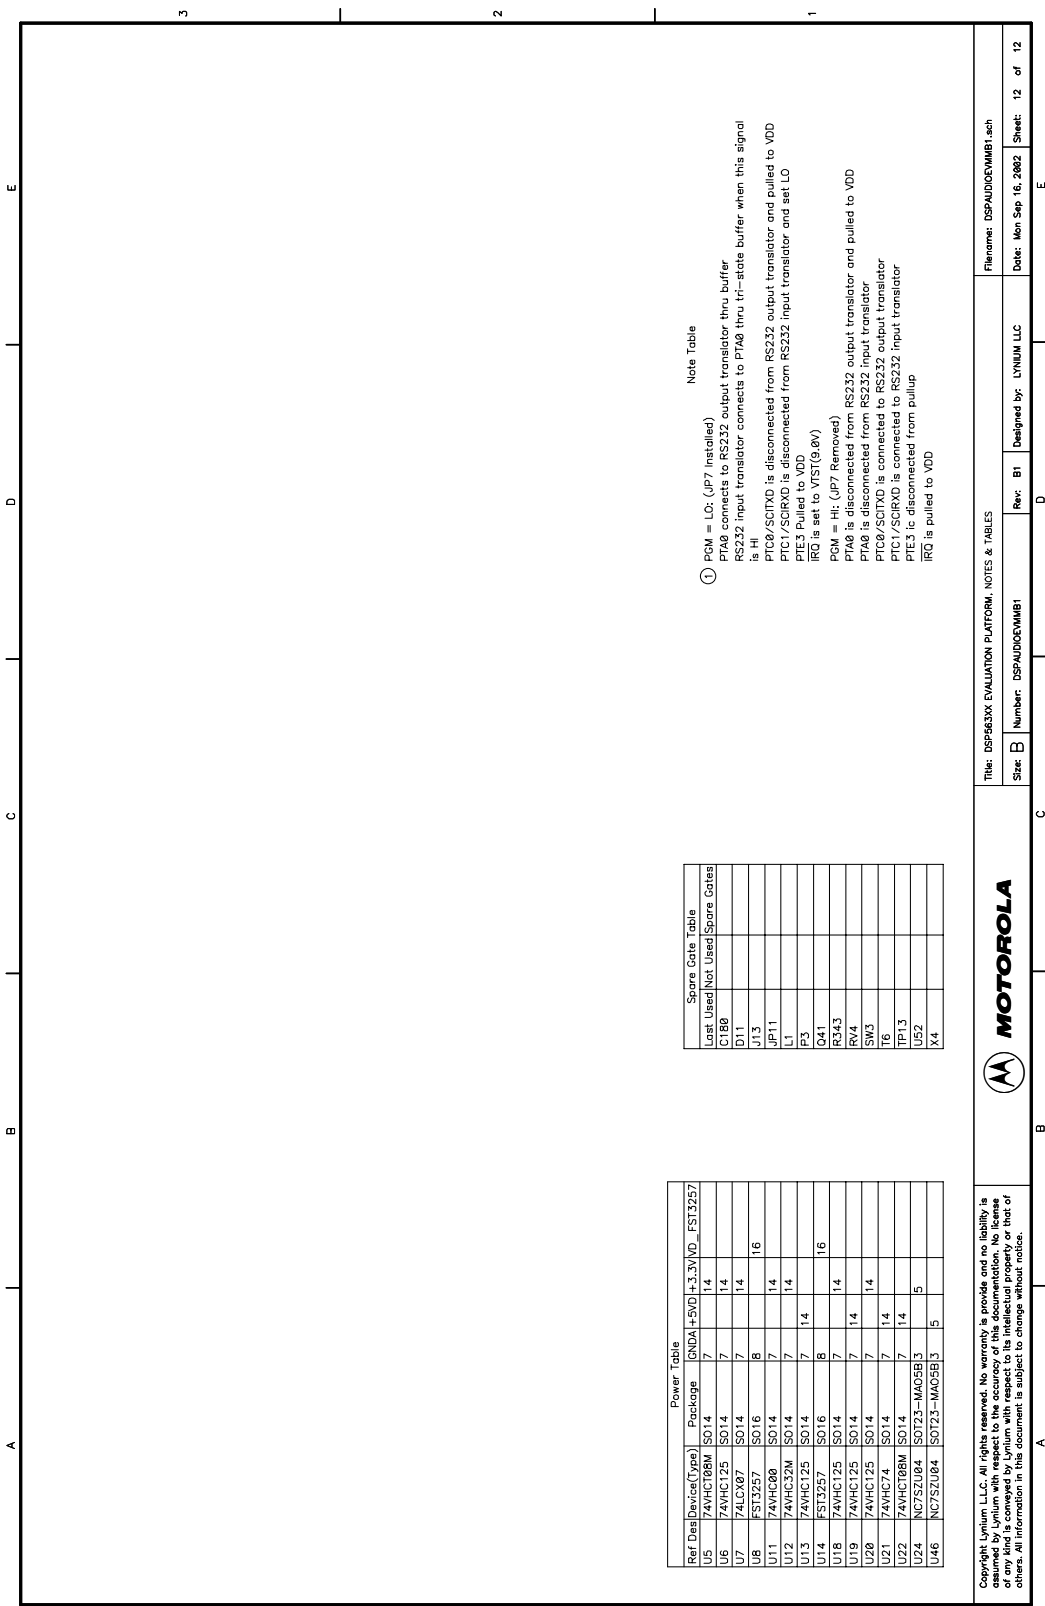 3
2
1
A
B
C
D
E
Power Table
Ref Des Device(Type) Package GNDA +5VD +3.3V VD_FST3257
U5 74VHCT08M SO14 7 14
U6 74VHC125 SO14 7 14
U7 74LCX07 SO14 7 14
U8 FST3257 SO16 8 16
U11 74VHC00 SO14 7 14
U12 74VHC32M SO14 7 14
U13 74VHC125 SO14 7 14
U14 FST3257 SO16 8 16
U18 74VHC125 SO14 7 14
U19 74VHC125 SO14 7 14
U20 74VHC125 SO14 7 14
U21 74VHC74 SO14 7 14
U22 74VHCT08M SO14 7 14
U24 NC7SZU04 SOT23-MA05B 3 5
U46 NC7SZU04 SOT23-MA05B 3 5
Spare Gate Table
Last Used Not Used Spare Gates
C180
D11
J13
JP11
L1
P3
Q41
R343
RV4
SW3
T6
TP13
U52
X4
Note Table
1 PGM = LO: (JP7 Installed)
PTA0 connects to RS232 output translator thru buffer
RS232 input translator connects to PTA0 thru tri-state buffer when this signal
is HI
PTC0/SCITXD is disconnected from RS232 output translator and pulled to VDD
PTC1/SCIRXD is disconnected from RS232 input translator and set LO
PTE3 Pulled to VDD
IRQ is set to VTST(9.0V)
PGM = HI: (JP7 Removed)
PTA0 is disconnected from RS232 output translator and pulled to VDD
PTA0 is disconnected from RS232 input translator
PTC0/SCITXD is connected to RS232 output translator
PTC1/SCIRXD is connected to RS232 input translator
PTE3 ic disconnected from pullup
IRQ is pulled to VDD
Copyright Lynium L.L.C. All rights reserved. No warranty is provide and no liability is
assumed by Lynium with respect to the accuracy of this documentation. No license
of any kind is conveyed by Lynium with respect to its intellectual property or that of
others. All information in this document is subject to change without notice.
MOTOROLA
Title: DSP563XX EVALUATION PLATFORM, NOTES & TABLES
Filename: DSPAUDIOEVMMB1.sch
Size: B Number: DSPAUDIOEVMMB1 Rev: B1 Designed by: LYNIUM LLC Date: Mon Sep 16, 2002 Sheet: 12 of 12
A
B
C
D
E